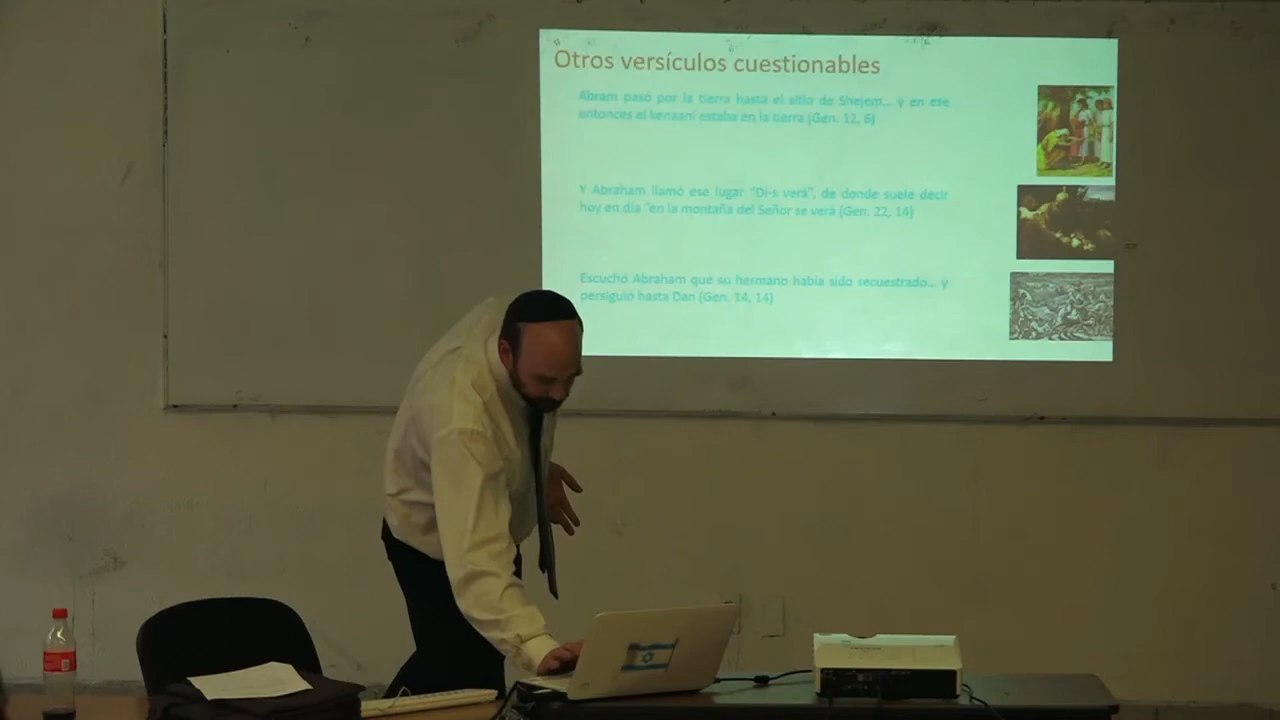 Otros versículos cuestionables
Abram pasó por la tierra hasta el sitio de Shejem... y en ese
entonces el kenaaní estaba en la tierra (Gen. 12, 6)
Y Abraham llamó ese lugar "Di-s verá", de donde suele decir
hoy en día "en la montaña del Señor se verá (Gen. 22, 14)
Escuchó Abraham que su hermano había sido secuestrado... y
persiguió hasta Dan (Gen. 14, 14)